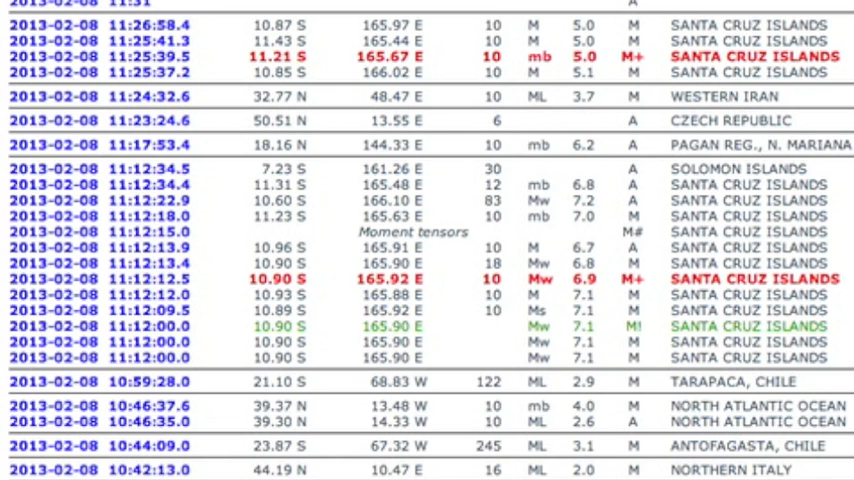 2013-02-08 11:31 A
2013-02-08 11:26:58.4 10.87 S 165.97 E 10 M 5.0 M SANTA CRUZ ISLANDS
2013-02-08 11:25:41.3 11.43 S 165.44 E 10 M 5.0 M SANTA CRUZ ISLANDS
2013-02-08 11:25:39.5 11.21 S 165.67 E 10 mb 5.0 M+ SANTA CRUZ ISLANDS
2013-02-08 11:25:37.2 10.85 S 166.02 E 10 M 5.1 M SANTA CRUZ ISLANDS
2013-02-08 11:24:32.6 32.77 N 48.47 E 10 ML 3.7 M WESTERN IRAN
2013-02-08 11:23:24.6 50.51 N 13.55 E 6 A CZECH REPUBLIC
2013-02-08 11:17:53.4 18.16 N 144.33 E 10 mb 6.2 A PAGAN REG., N. MARIANA
2013-02-08 11:12:34.5 7.23 S 161.26 E 30 A SOLOMON ISLANDS
2013-02-08 11:12:34.4 11.31 S 165.48 E 12 mb 6.8 A SANTA CRUZ ISLANDS
2013-02-08 11:12:22.9 10.60 S 166.10 E 83 Mw 7.2 A SANTA CRUZ ISLANDS
2013-02-08 11:12:18.0 11.23 S 165.63 E 10 mb 7.0 M SANTA CRUZ ISLANDS
2013-02-08 11:12:15.0 Moment tensors M# SANTA CRUZ ISLANDS
2013-02-08 11:12:13.9 10.96 S 165.91 E 10 M 6.7 A SANTA CRUZ ISLANDS
2013-02-08 11:12:13.4 10.90 S 165.90 E 18 Mw 6.8 M SANTA CRUZ ISLANDS
2013-02-08 11:12:12.5 10.90 S 165.92 E 10 Mw 6.9 M+ SANTA CRUZ ISLANDS
2013-02-08 11:12:12.0 10.93 S 165.88 E 10 M 7.1 M SANTA CRUZ ISLANDS
2013-02-08 11:12:09.5 10.89 S 165.92 E 10 Ms 7.1 M SANTA CRUZ ISLANDS
2013-02-08 11:12:00.0 10.90 S 165.90 E Mw 7.1 M! SANTA CRUZ ISLANDS
2013-02-08 11:12:00.0 10.90 S 165.90 E Mw 7.1 M SANTA CRUZ ISLANDS
2013-02-08 11:12:00.0 10.90 S 165.90 E Mw 7.1 M SANTA CRUZ ISLANDS
2013-02-08 10:59:28.0 21.10 S 68.83 W 122 ML 2.9 M TARAPACA, CHILE
2013-02-08 10:46:37.6 39.37 N 13.48 W 10 mb 4.0 M NORTH ATLANTIC OCEAN
2013-02-08 10:46:35.0 39.30 N 14.33 W 10 ML 2.6 A NORTH ATLANTIC OCEAN
2013-02-08 10:44:09.0 23.87 S 67.32 W 245 ML 3.1 M ANTOFAGASTA, CHILE
2013-02-08 10:42:13.0 44.19 N 10.47 E 16 ML 2.0 M NORTHERN ITALY